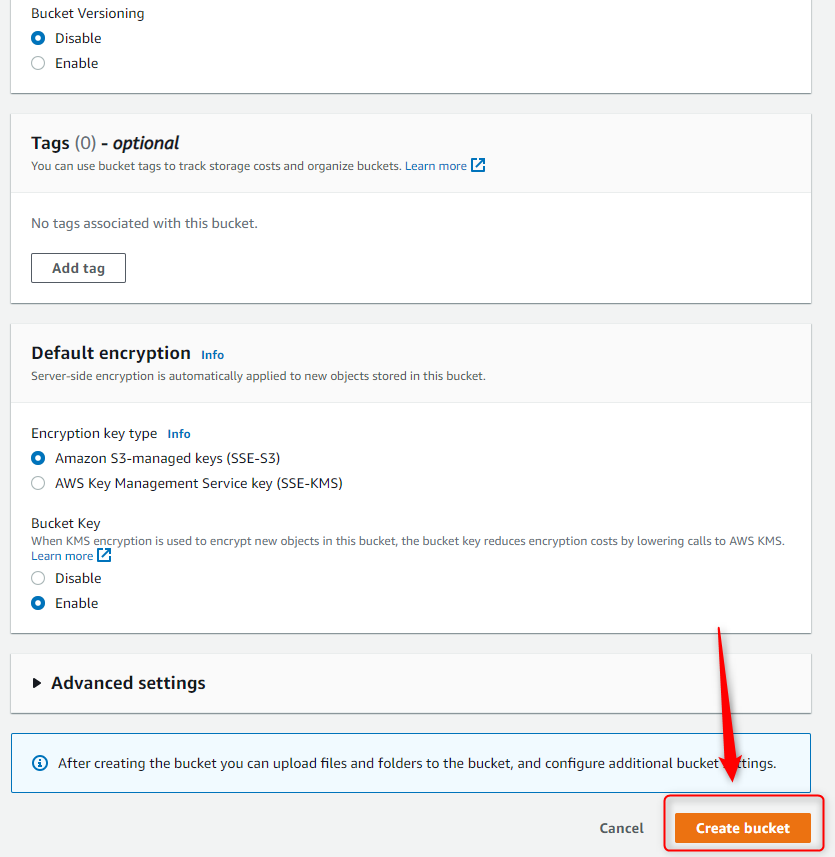 Bucket Versioning
Disable
Enable
Tags (0) - optional
You can use bucket tags to track storage costs and organize buckets. Learn more
No tags associated with this bucket.
Add tag
Default encryption Info
Server-side encryption is automatically applied to new objects stored in this bucket.
Encryption key type Info
Amazon S3-managed keys (SSE-S3)
AWS Key Management Service key (SSE-KMS)
Bucket Key
When KMS encryption is used to encrypt new objects in this bucket, the bucket key reduces encryption costs by lowering calls to AWS KMS.
Learn more
Disable
Enable
Advanced settings
After creating the bucket you can upload files and folders to the bucket, and configure additional bucket settings.
Cancel Create bucket